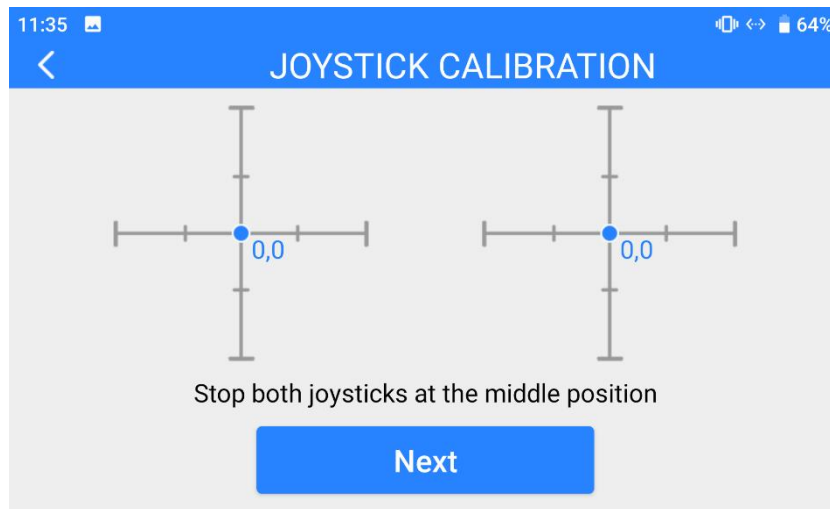 11:35 64%
JOYSTICK CALIBRATION
0,0 0,0
Stop both joysticks at the middle position
Next